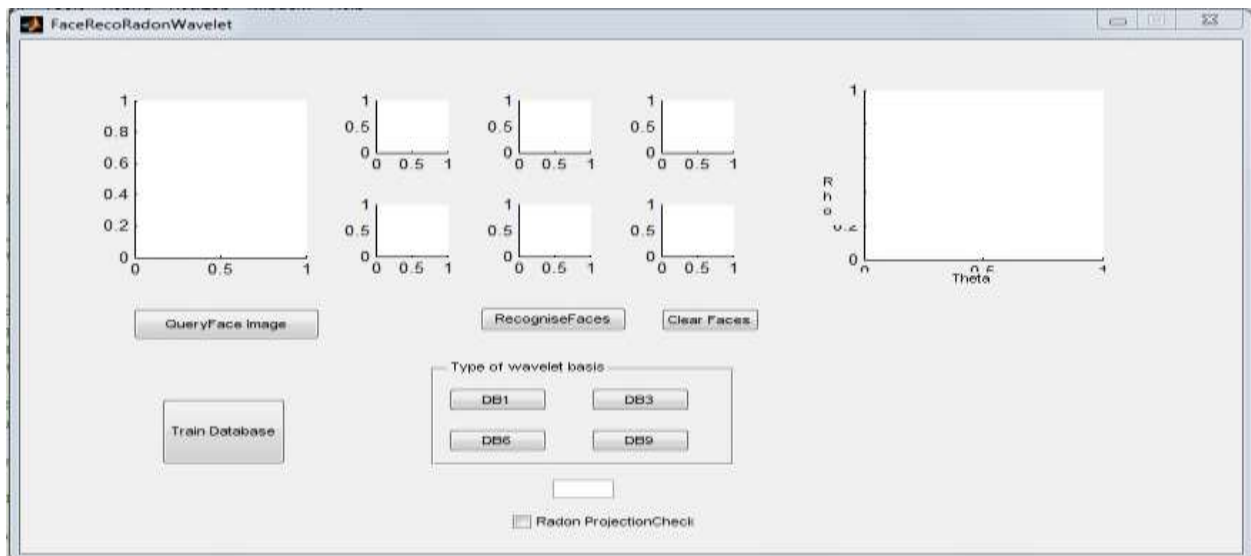 FaceRecoRadonWavelet
1
0.8
0.6
0.4
0.2
0
0 0.5 1
1
0.5
0
0 0.5 1
1
0.5
0
0 0.5 1
1
0.5
0
0 0.5 1
1
0.5
0
0 0.5 1
1
0.5
0
0 0.5 1
1
0.5
0
0 0.5 1
1
Rho
0
0 1
Theta
QueryFace Image
RecogniseFaces
Clear Faces
Type of wavelet basis
DB1 DB3
DB6 DB9
Train Database
Radon ProjectionCheck